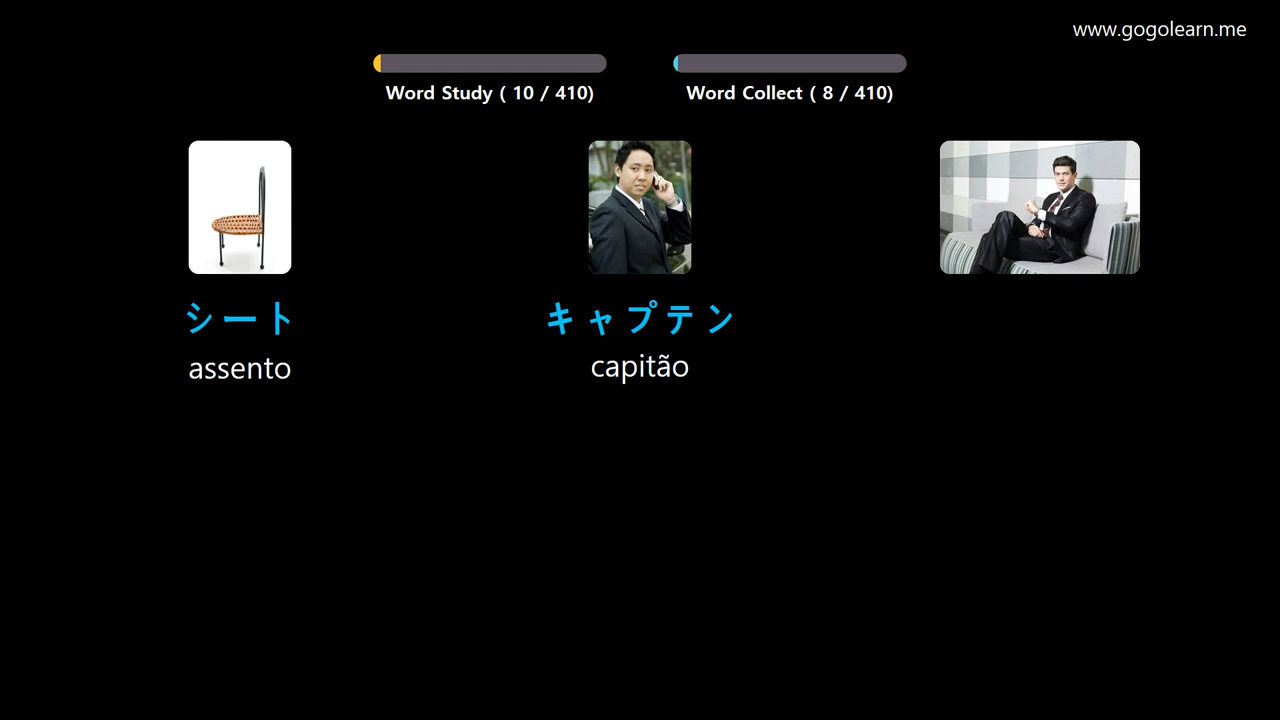 www.gogolearn.me
Word Study ( 10 / 410)
Word Collect ( 8 / 410)
シート
キャプテン
assento
capitão